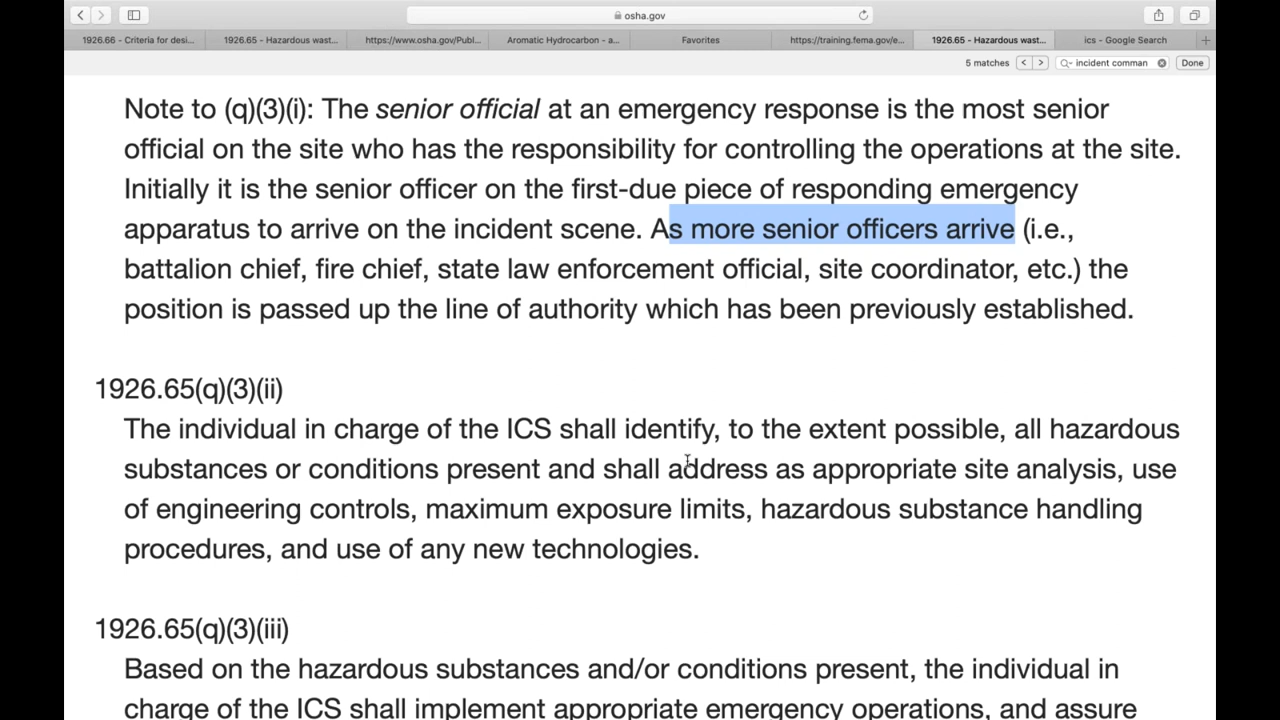 osha.gov
1926.66 - Criteria for desi...
1926.65 - Hazardous wast...
https://www.osha.gov/Publ...
Aromatic Hydrocarbon - a...
Favorites
https://training.fema.gov/e...
1926.65 - Hazardous wast...
ics - Google Search
5 matches
incident comman
Done
Note to (q)(3)(i): The senior official at an emergency response is the most senior
official on the site who has the responsibility for controlling the operations at the site.
Initially it is the senior officer on the first-due piece of responding emergency
apparatus to arrive on the incident scene. As more senior officers arrive (i.e.,
battalion chief, fire chief, state law enforcement official, site coordinator, etc.) the
position is passed up the line of authority which has been previously established.
1926.65(q)(3)(ii)
The individual in charge of the ICS shall identify, to the extent possible, all hazardous
substances or conditions present and shall address as appropriate site analysis, use
of engineering controls, maximum exposure limits, hazardous substance handling
procedures, and use of any new technologies.
1926.65(q)(3)(iii)
Based on the hazardous substances and/or conditions present, the individual in
charge of the ICS shall implement appropriate emergency operations, and assure